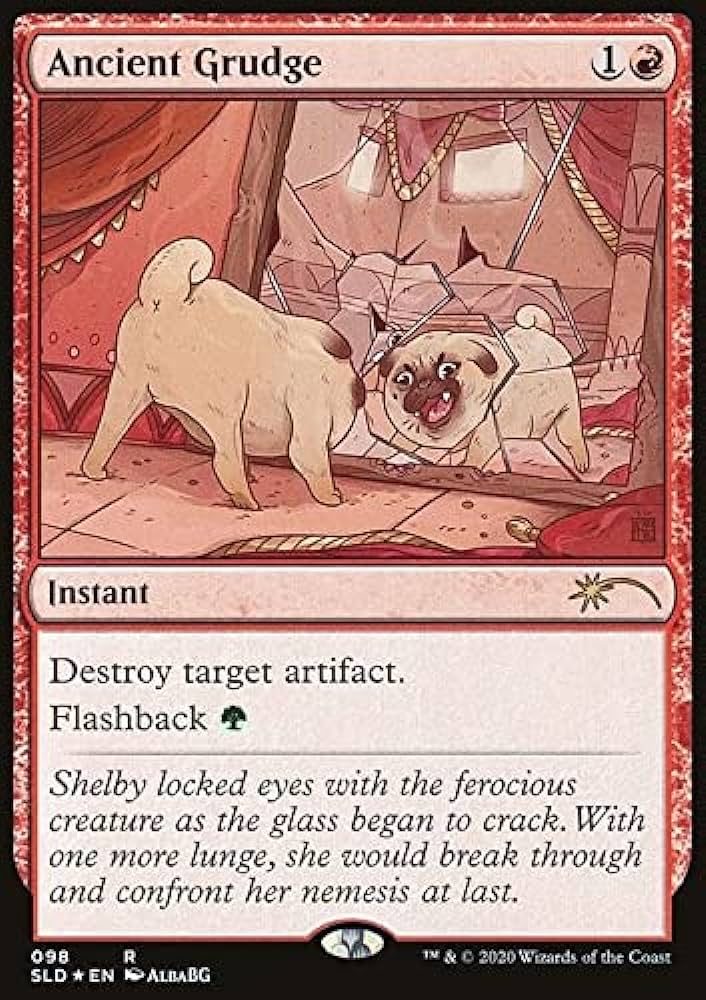 Ancient Grudge 1
Instant
Destroy target artifact.
Flashback
Shelby locked eyes with the ferocious
creature as the glass began to crack. With
one more lunge, she would break through
and confront her nemesis at last.
098 R
SLD ★ EN AlbaBG
™ & © 2020 Wizards of the Coast